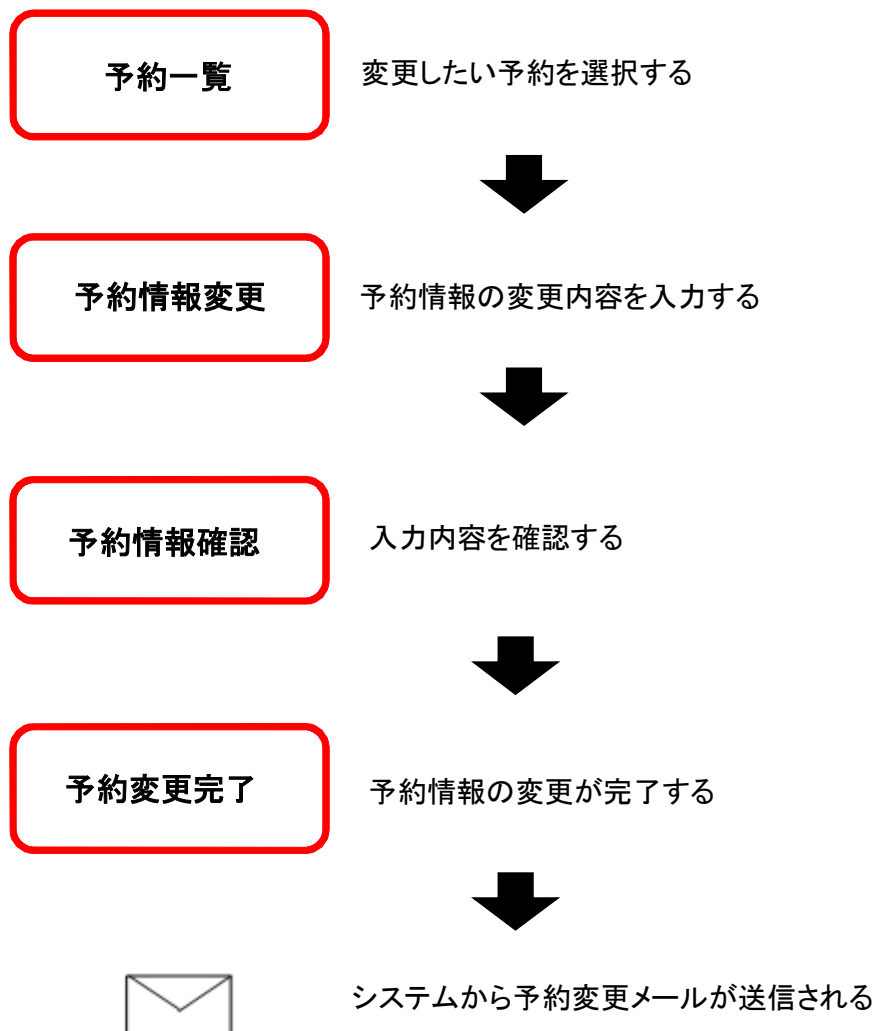 予約一覧
変更したい予約を選択する
予約情報変更
予約情報の変更内容を入力する
予約情報確認
入力内容を確認する
予約変更完了
予約情報の変更が完了する
システムから予約変更メールが送信される